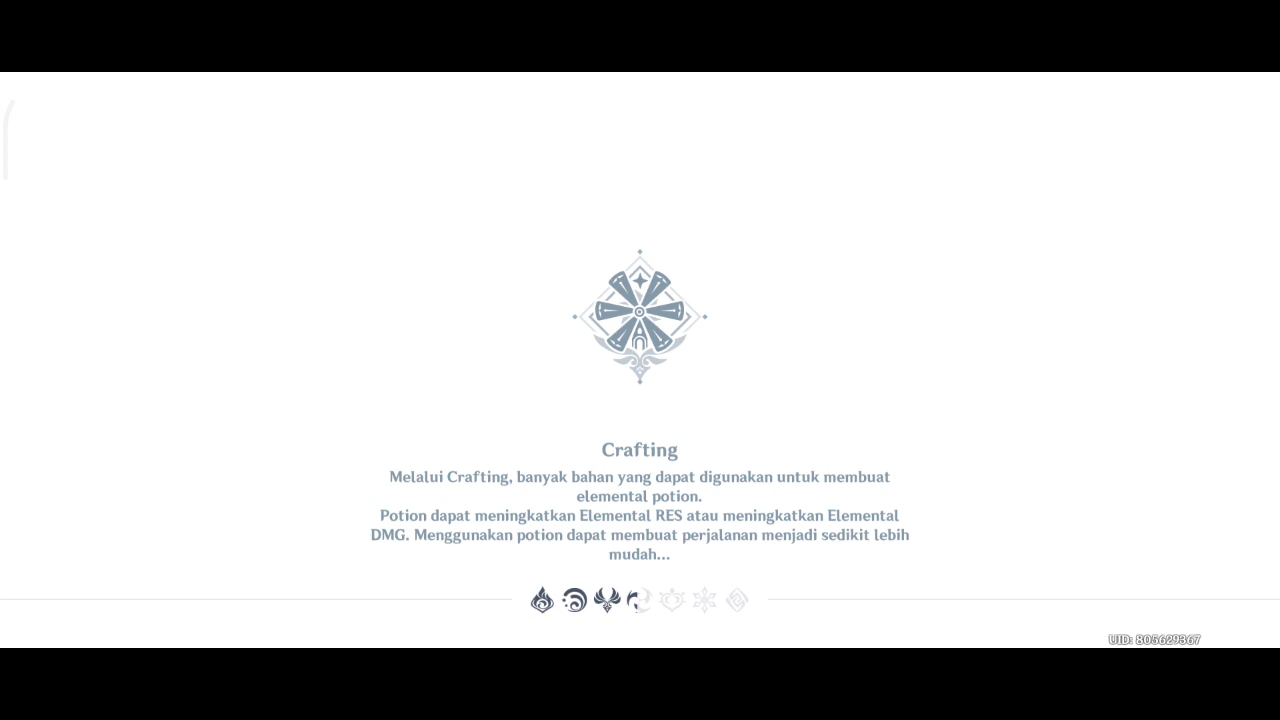 Crafting
Melalui Crafting, banyak bahan yang dapat digunakan untuk membuat
elemental potion.
Potion dapat meningkatkan Elemental RES atau meningkatkan Elemental
DMG. Menggunakan potion dapat membuat perjalanan menjadi sedikit lebih
mudah...
UID: 805629367